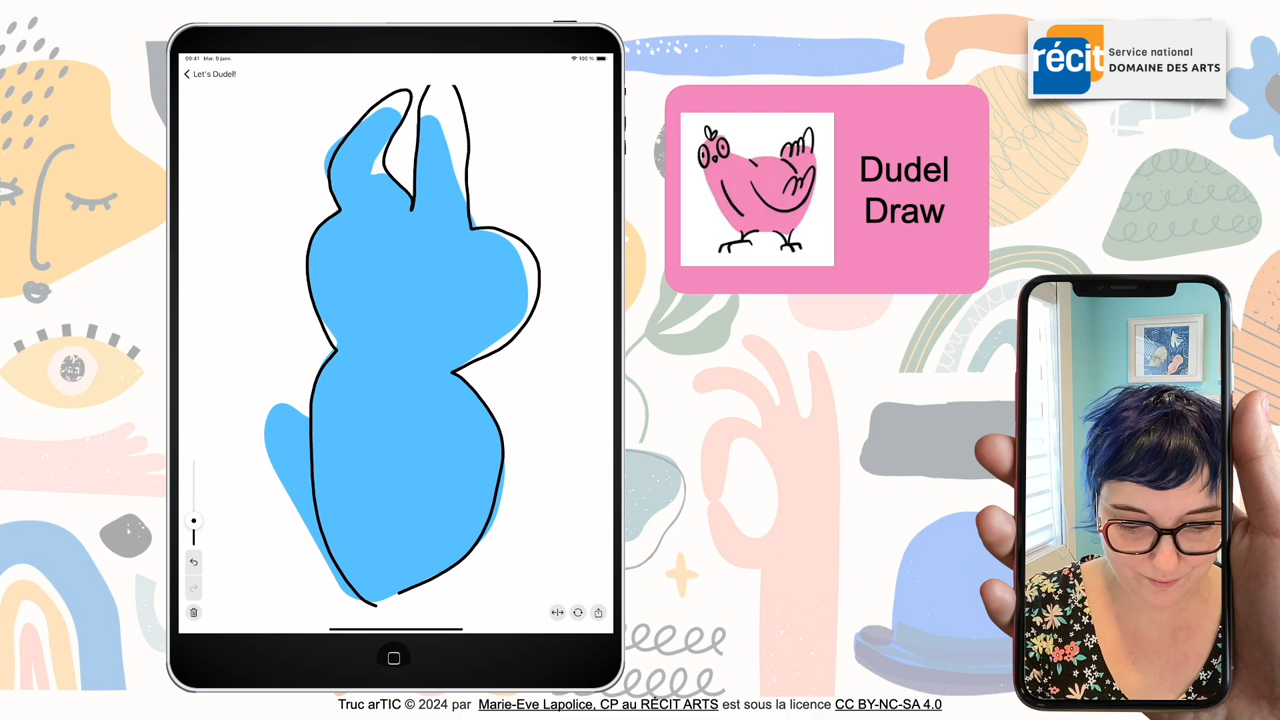 09:41 Mar. 9 janv.
100 %
Let's Dudel!
récit
Service national
DOMAINE DES ARTS
Dudel
Draw
Truc arTIC © 2024 par Marie-Eve Lapolice, CP au RÉCIT ARTS est sous la licence CC BY-NC-SA 4.0